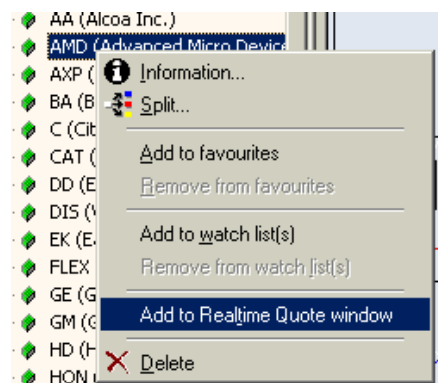 AA (Alcoa Inc.)
AMD (Advanced Micro Device
AXP (
BA (B
C (Cit
CAT (
DD (E
DIS (
EK (E
FLEX
GE (G
GM (G
HD (H
HON
Information...
Split...
Add to favourites
Remove from favourites
Add to watch list(s)
Remove from watch list(s)
Add to Realtime Quote window
Delete